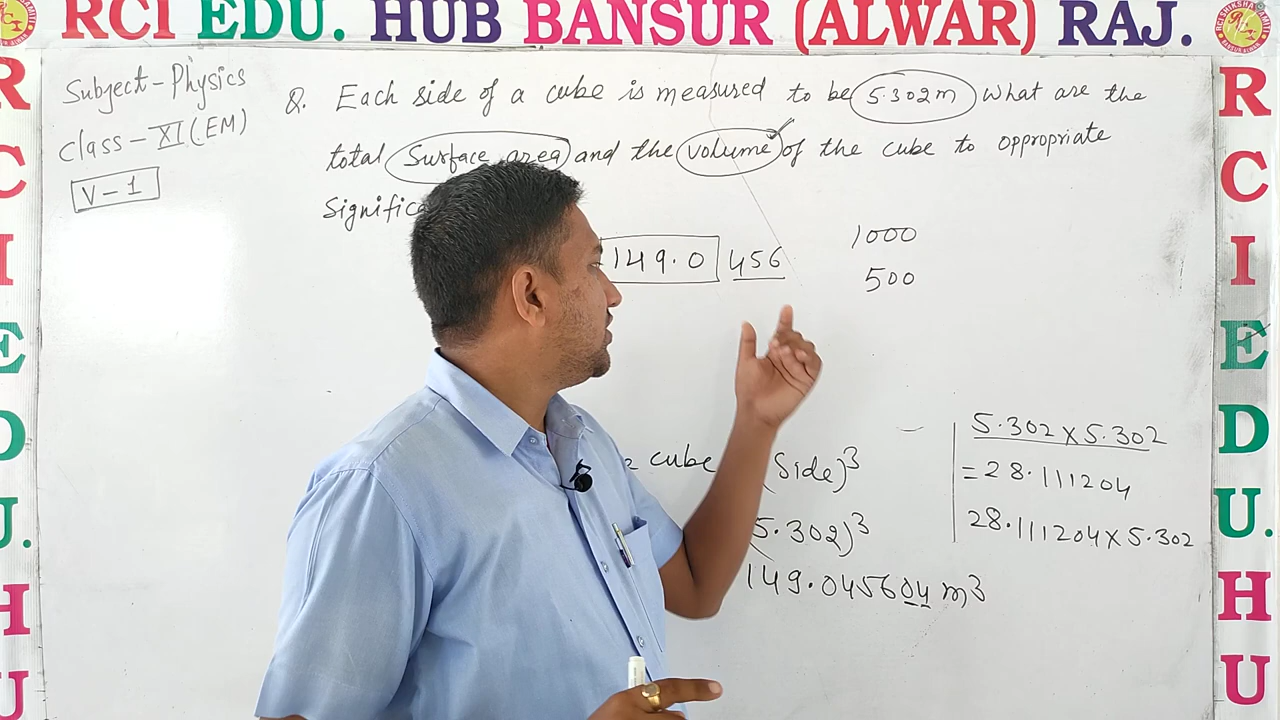 RCI EDU. HUB BANSUR (ALWAR) RAJ.
Subject - Physics
Class - XI (EM)
V-1
Q. Each side of a cube is measured to be 5.302m What are the
total Surface area and the volume of the cube to oppropriate
Signific
149.0 456
1000
500
cube (Side)³
5.302)³
149.045604 m³
5.302 x 5.302
= 28.111204
28.111204 x 5.302
R
C
I
E
D
U.
H
U
R
C
I
E
D
U.
H
U